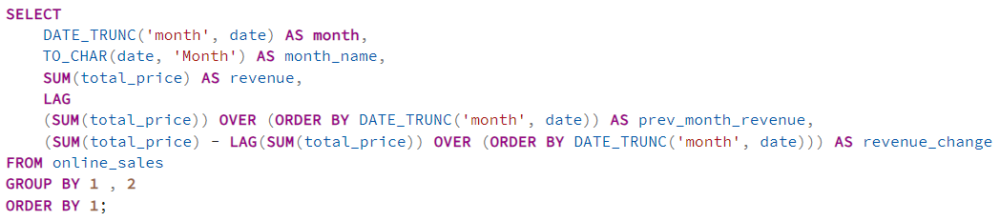 SELECT
    DATE_TRUNC('month', date) AS month,
    TO_CHAR(date, 'Month') AS month_name,
    SUM(total_price) AS revenue,
    LAG
    (SUM(total_price)) OVER (ORDER BY DATE_TRUNC('month', date)) AS prev_month_revenue,
    (SUM(total_price) - LAG(SUM(total_price)) OVER (ORDER BY DATE_TRUNC('month', date))) AS revenue_change
FROM online_sales
GROUP BY 1 , 2
ORDER BY 1;